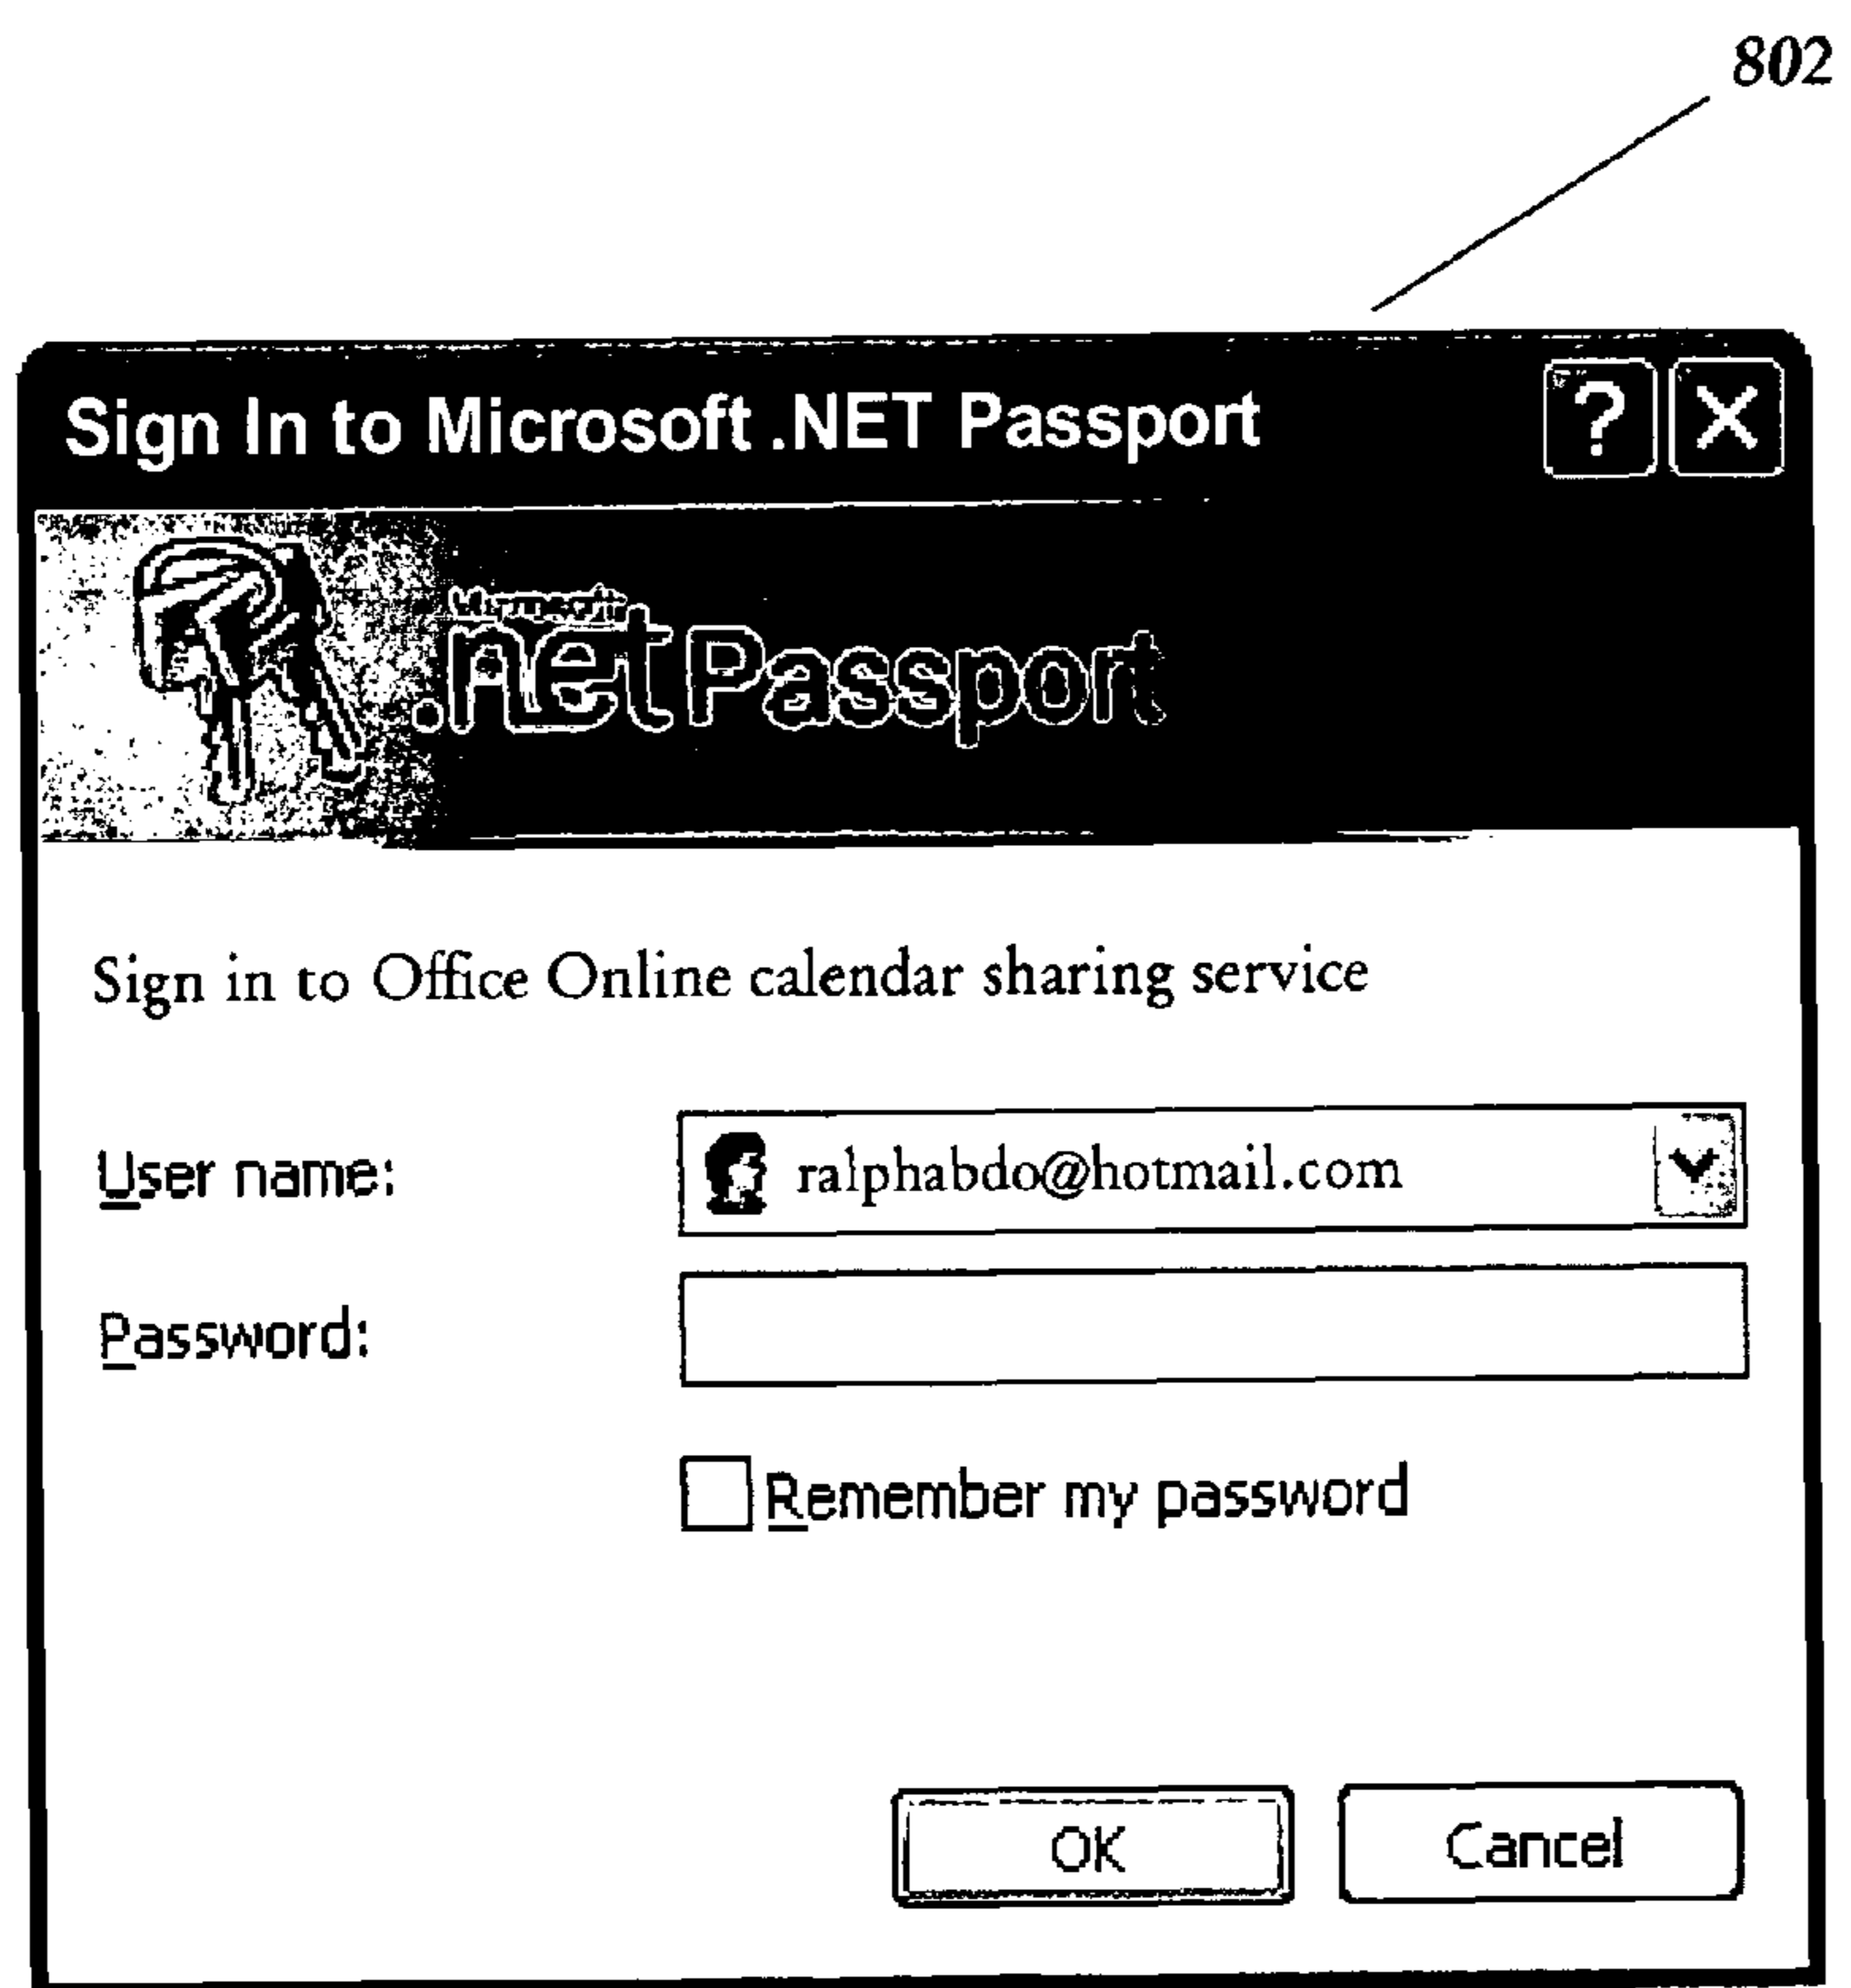 802
Sign In to Microsoft .NET Passport ? X
Microsoft
.net Passport
Sign in to Office Online calendar sharing service
User name: ralphabdo@hotmail.com
Password:
Remember my password
OK Cancel